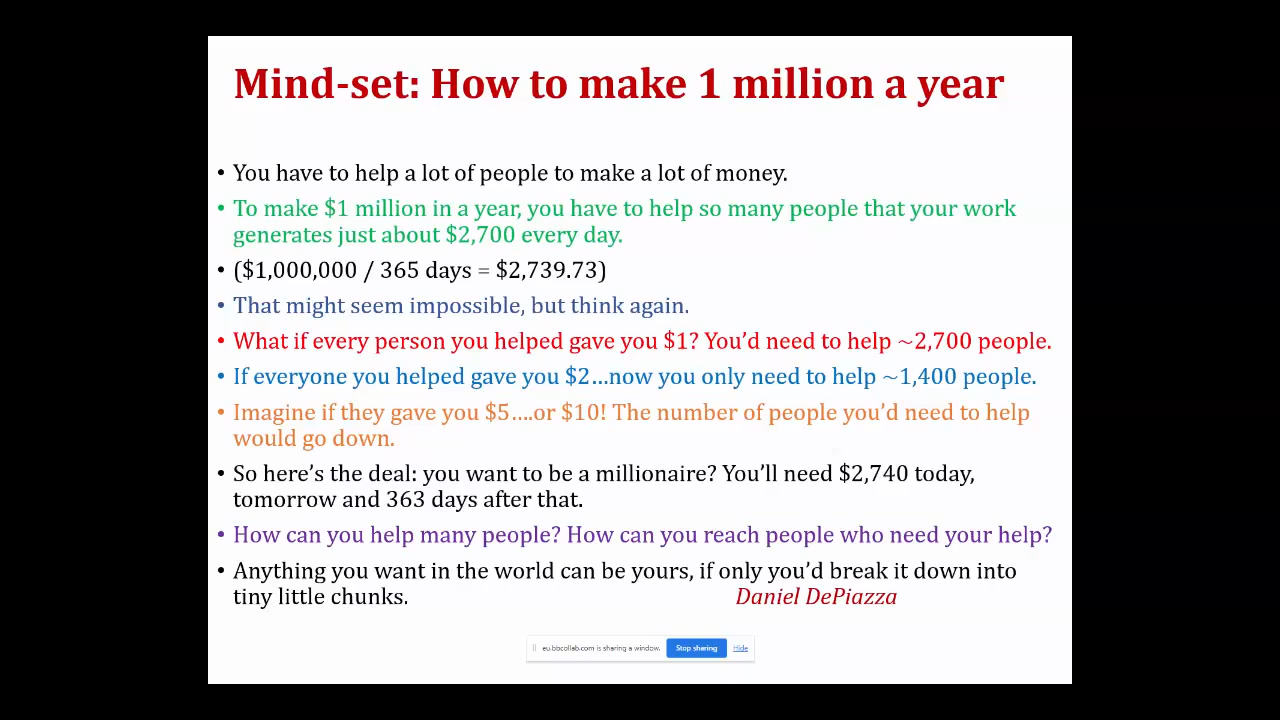 Mind-set: How to make 1 million a year
• You have to help a lot of people to make a lot of money.
• To make $1 million in a year, you have to help so many people that your work
generates just about $2,700 every day.
• ($1,000,000 / 365 days = $2,739.73)
• That might seem impossible, but think again.
• What if every person you helped gave you $1? You’d need to help ~2,700 people.
• If everyone you helped gave you $2…now you only need to help ~1,400 people.
• Imagine if they gave you $5….or $10! The number of people you’d need to help
would go down.
• So here’s the deal: you want to be a millionaire? You’ll need $2,740 today,
tomorrow and 363 days after that.
• How can you help many people? How can you reach people who need your help?
• Anything you want in the world can be yours, if only you’d break it down into
tiny little chunks. Daniel DePiazza
eu.bbcollab.com is sharing a window. Stop sharing Hide